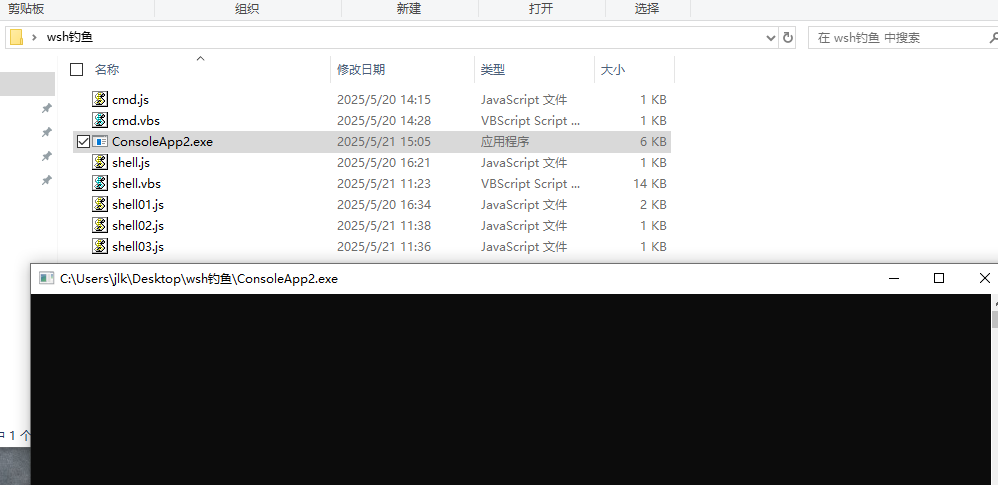 剪贴板 组织 新建 打开 选择
wsh钓鱼 在 wsh钓鱼 中搜索
名称 修改日期 类型 大小
cmd.js 2025/5/20 14:15 JavaScript 文件 1 KB
cmd.vbs 2025/5/20 14:28 VBScript Script ... 1 KB
ConsoleApp2.exe 2025/5/21 15:05 应用程序 6 KB
shell.js 2025/5/20 16:21 JavaScript 文件 1 KB
shell.vbs 2025/5/21 11:23 VBScript Script ... 14 KB
shell01.js 2025/5/20 16:34 JavaScript 文件 2 KB
shell02.js 2025/5/21 11:38 JavaScript 文件 1 KB
shell03.js 2025/5/21 11:36 JavaScript 文件 1 KB
C:\Users\jlk\Desktop\wsh钓鱼\ConsoleApp2.exe
中 1 个